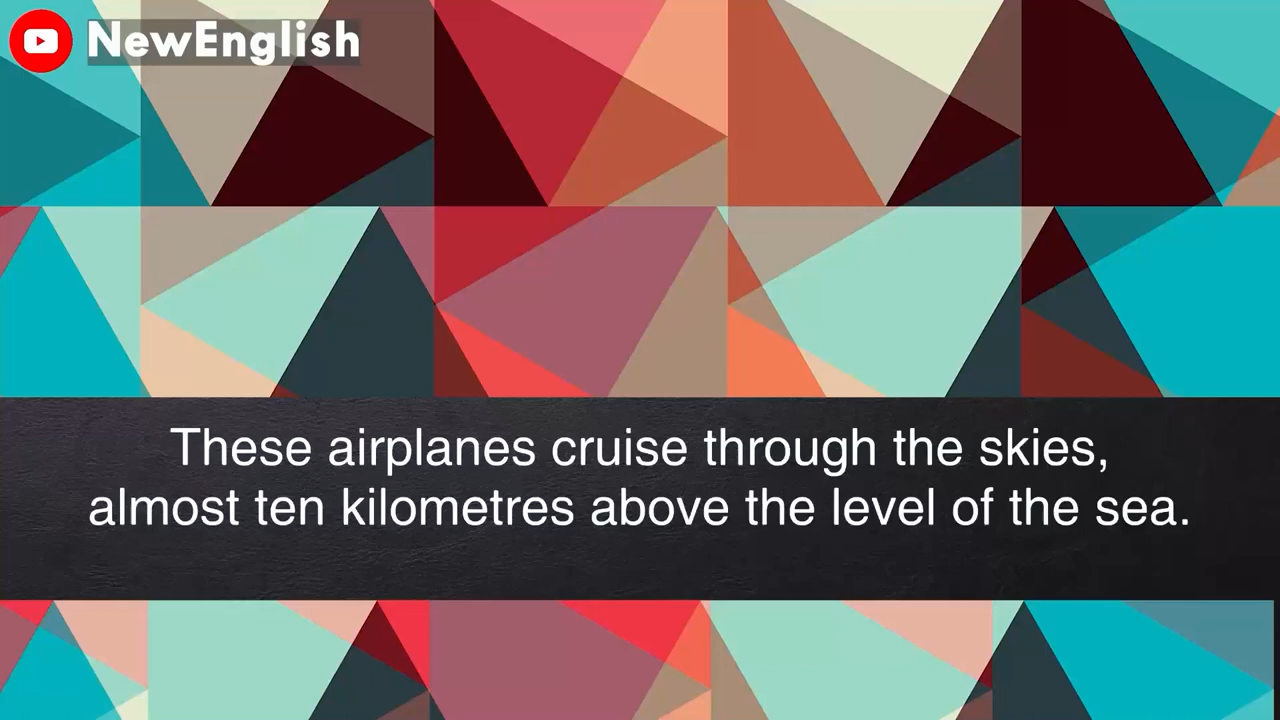 NewEnglish
These airplanes cruise through the skies,
almost ten kilometres above the level of the sea.